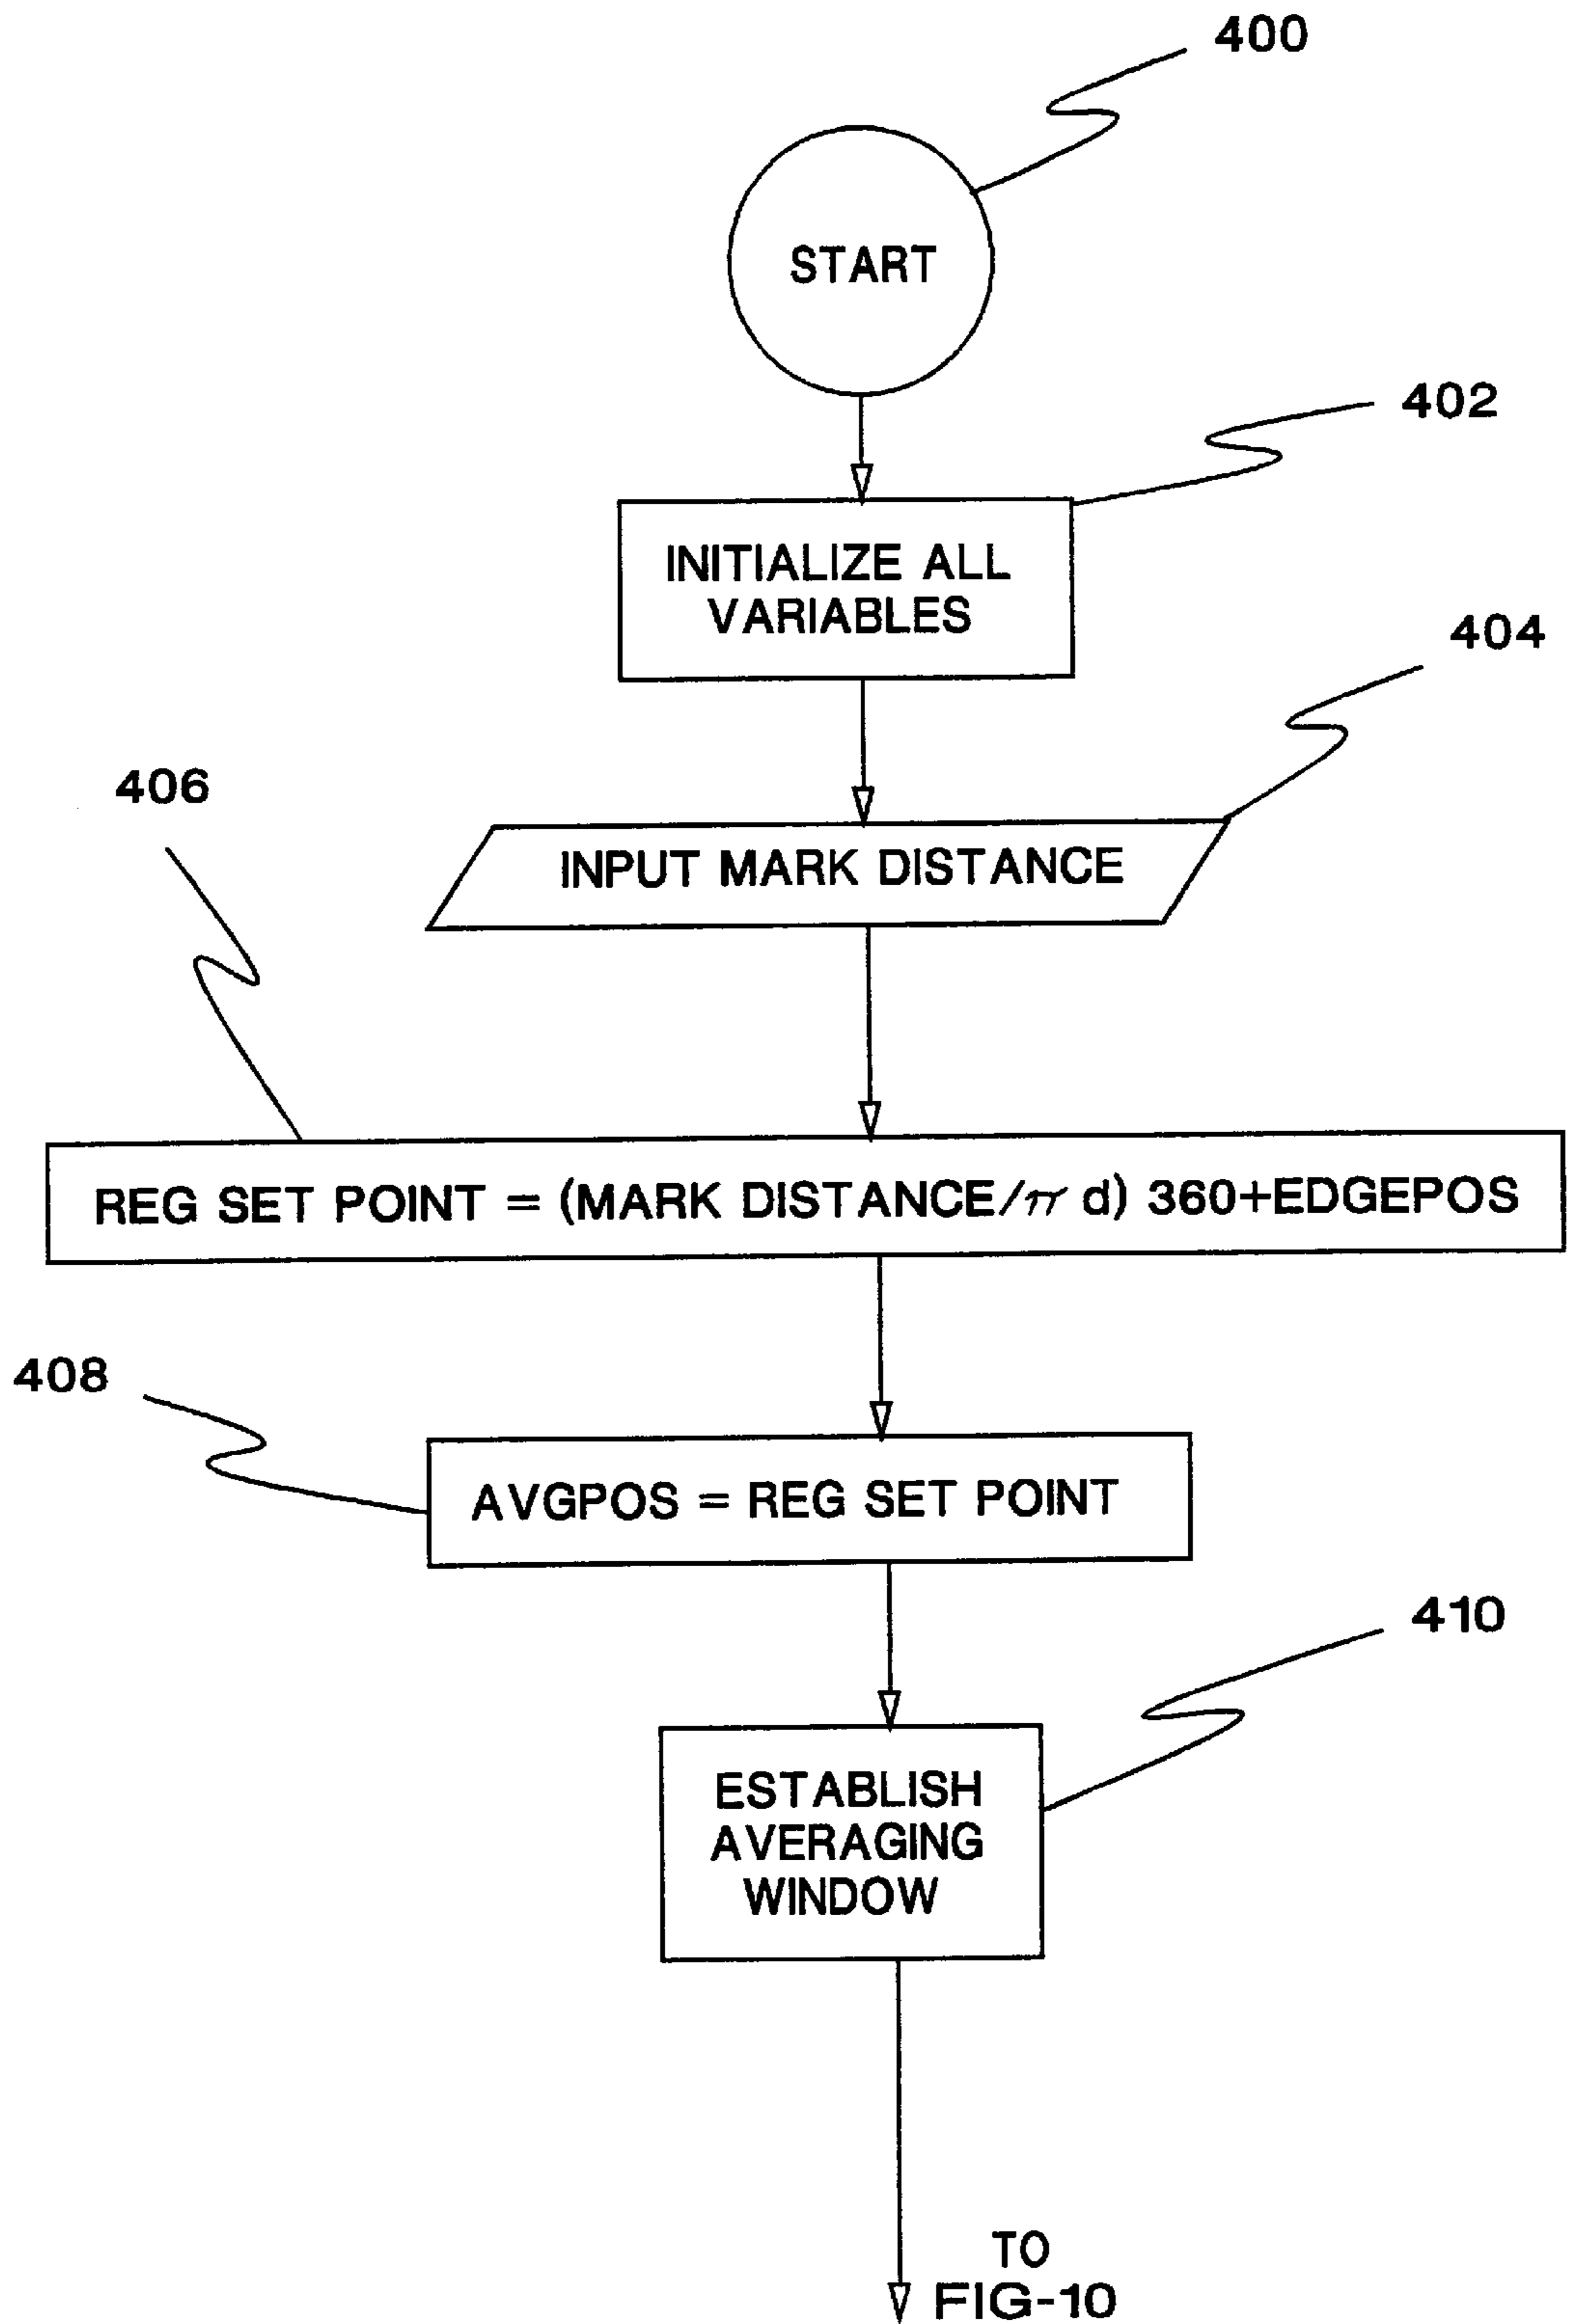 400
START
402
INITIALIZE ALL
VARIABLES
404
INPUT MARK DISTANCE
406
REG SET POINT = (MARK DISTANCE/π d) 360+EDGEPOS
408
AVGPOS = REG SET POINT
410
ESTABLISH
AVERAGING
WINDOW
TO
FIG-10